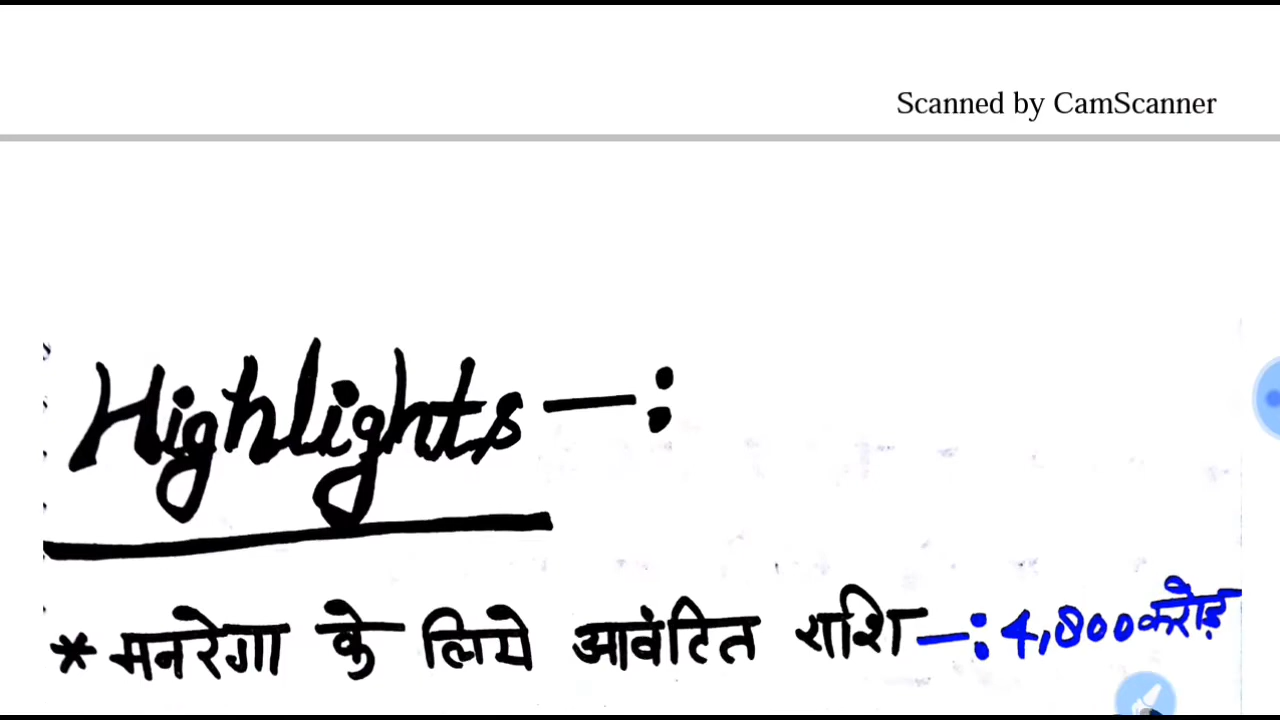 Scanned by CamScanner
Highlights -:
* मनरेगा के लिये आवंटित राशि -: 4,800 करोड़